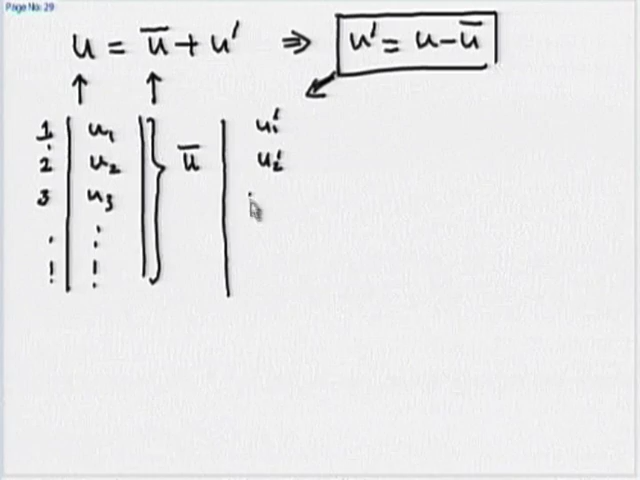 Page No: 29
u = u̅ + u' ⇒ u' = u - u̅
1 u₁ u₁'
2 u₂ u̅ u₂'
3 u₃ .
. :
! !